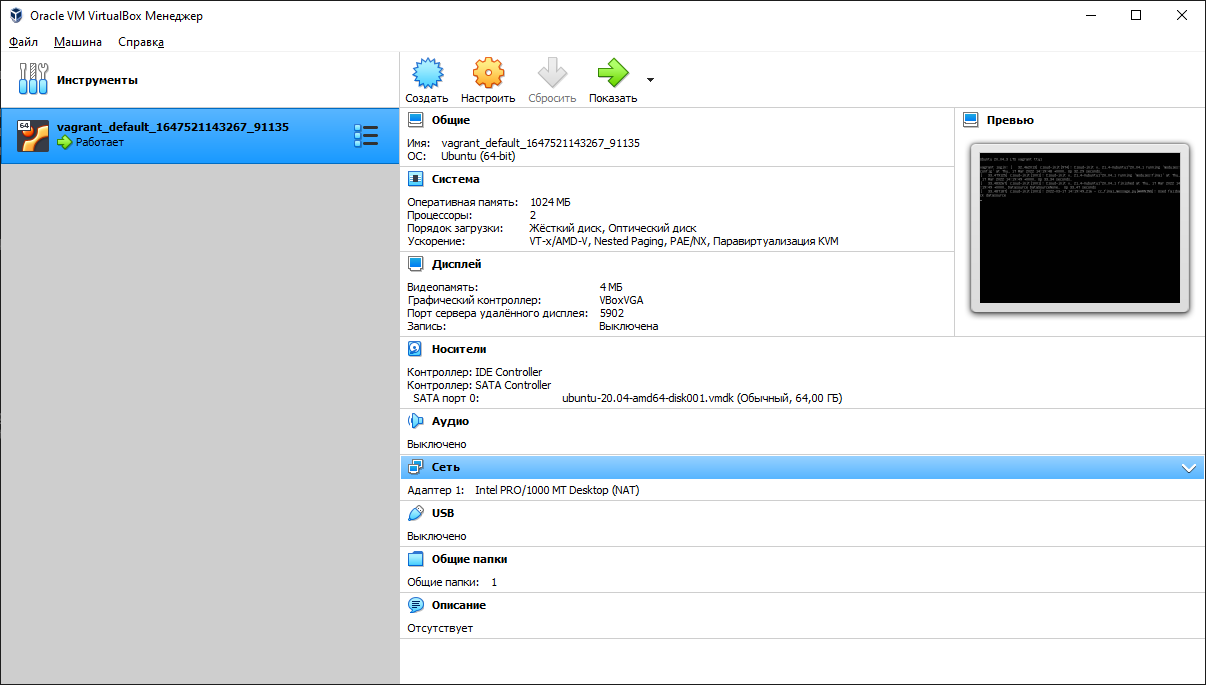 Oracle VM VirtualBox Менеджер
Файл Машина Справка
Инструменты
Создать Настроить Сбросить Показать
64
vagrant_default_1647521143267_91135
Работает
Общие
Имя: vagrant_default_1647521143267_91135
ОС: Ubuntu (64-bit)
Система
Оперативная память: 1024 МБ
Процессоры: 2
Порядок загрузки: Жёсткий диск, Оптический диск
Ускорение: VT-x/AMD-V, Nested Paging, PAE/NX, Паравиртуализация KVM
Дисплей
Видеопамять: 4 МБ
Графический контроллер: VBoxVGA
Порт сервера удалённого дисплея: 5902
Запись: Выключена
Превью
Носители
Контроллер: IDE Controller
Контроллер: SATA Controller
SATA порт 0: ubuntu-20.04-amd64-disk001.vmdk (Обычный, 64,00 ГБ)
Аудио
Выключено
Сеть
Адаптер 1: Intel PRO/1000 MT Desktop (NAT)
USB
Выключено
Общие папки
Общие папки: 1
Описание
Отсутствует